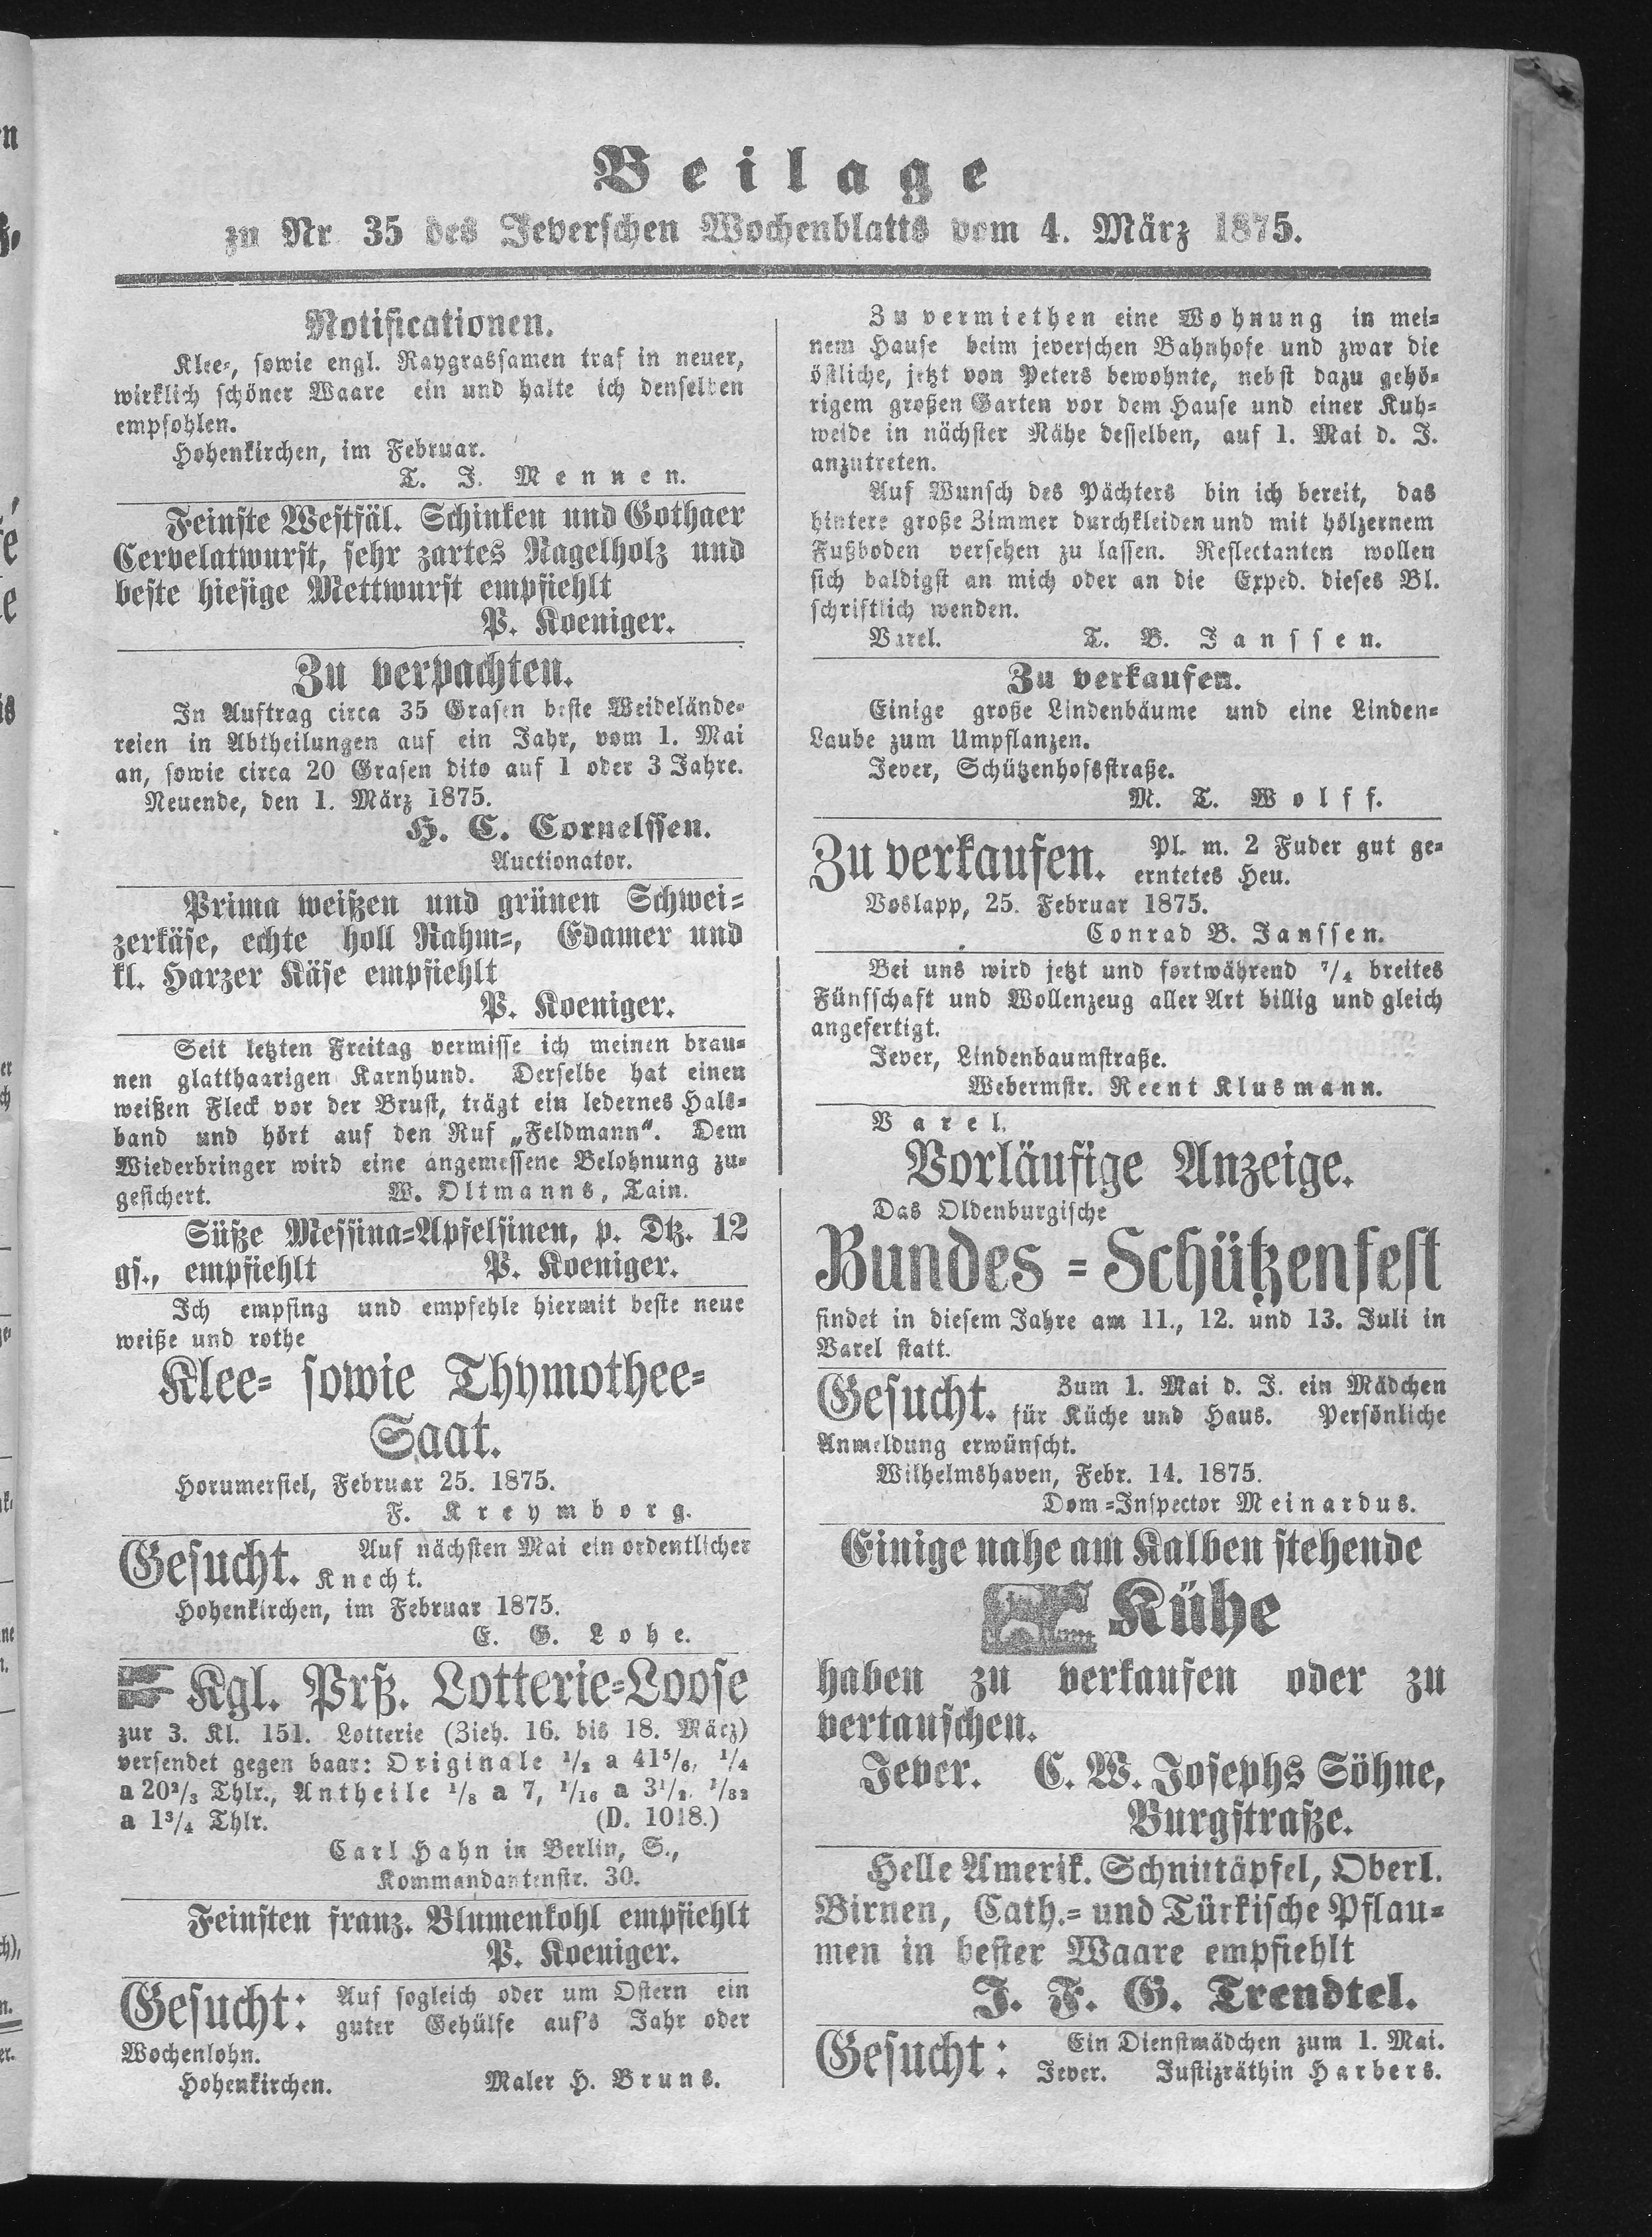 Beilage
zu Nr 35 des Jeverschen Wochenblatts vom 4. März 1875.
Notificationen.
Klee-, sowie engl. Raygrassamen traf in neuer,
wirklich schöner Waare ein und halte ich denselben
empfohlen.
Hohenkirchen, im Februar.
T. J. Mennen.
Feinste Westfäl. Schinken und Gothaer
Cervelatwurst, sehr zartes Nagelholz und
beste hiesige Mettwurst empfiehlt
P. Koeniger.
Zu verpachten.
In Auftrag circa 35 Grasen beste Weidelände-
reien in Abtheilungen auf ein Jahr, vom 1. Mai
an, sowie circa 20 Grasen dito auf 1 oder 3 Jahre.
Neuende, den 1. März 1875.
H. C. Cornelssen.
Auctionator.
Prima weißen und grünen Schwei-
zerkäse, echte holl Rahm-, Edamer und
kl. Harzer Käse empfiehlt
P. Koeniger.
Seit letzten Freitag vermisse ich meinen brau-
nen glatthaarigen Karnhund. Derselbe hat einen
weißen Fleck vor der Brust, trägt ein ledernes Hals-
band und hört auf den Ruf „Feldmann“. Dem
Wiederbringer wird eine angemessene Belohnung zu-
gesichert. W. Oltmanns, Tain.
Süße Messina-Apfelsinen, p. Dtz. 12
gs., empfiehlt P. Koeniger.
Ich empfing und empfehle hiermit beste neue
weiße und rothe
Klee- sowie Thymothee-
Saat.
Horumersiel, Februar 25. 1875.
F. Kreymborg.
Gesucht. Auf nächsten Mai ein ordentlicher
Knecht.
Hohenkirchen, im Februar 1875.
E. G. Lohe.
Kgl. Prß. Lotterie-Loose
zur 3. Kl. 151. Lotterie (Zieh. 16. bis 18. März)
versendet gegen baar: Originale 1/2 a 41 5/6, 1/4
a 20 2/3 Thlr., Antheile 1/8 a 7, 1/16 a 3 1/2, 1/32
a 1 3/4 Thlr. (D. 1018.)
Carl Hahn in Berlin, S.,
Kommandantenstr. 30.
Feinsten franz. Blumenkohl empfiehlt
P. Koeniger.
Gesucht: Auf sogleich oder um Ostern ein
guter Gehülfe auf's Jahr oder
Wochenlohn.
Hohenkirchen. Maler H. Bruns.
Zu vermiethen eine Wohnung in mei-
nem Hause beim jeverschen Bahnhofe und zwar die
östliche, jetzt von Peters bewohnte, nebst dazu gehö-
rigem großen Garten vor dem Hause und einer Kuh-
weide in nächster Nähe desselben, auf 1. Mai d. J.
anzutreten.
Auf Wunsch des Pächters bin ich bereit, das
hintere große Zimmer durchkleiden und mit hölzernem
Fußboden versehen zu lassen. Reflectanten wollen
sich baldigst an mich oder an die Exped. dieses Bl.
schriftlich wenden.
Varel. T. B. Janssen.
Zu verkaufen.
Einige große Lindenbäume und eine Linden-
Laube zum Umpflanzen.
Jever, Schützenhofsstraße.
M. T. Wolff.
Zu verkaufen. Pl. m. 2 Fuder gut ge-
erntetes Heu.
Voslapp, 25. Februar 1875.
Conrad B. Janssen.
Bei uns wird jetzt und fortwährend 7/4 breites
Fünfschaft und Wollenzeug aller Art billig und gleich
angefertigt.
Jever, Lindenbaumstraße.
Webermstr. Reent Klusmann.
Varel.
Vorläufige Anzeige.
Das Oldenburgische
Bundes-Schützenfest
findet in diesem Jahre am 11., 12. und 13. Juli in
Varel statt.
Gesucht. Zum 1. Mai d. J. ein Mädchen
für Küche und Haus. Persönliche
Anmeldung erwünscht.
Wilhelmshaven, Febr. 14. 1875.
Dom-Inspector Meinardus.
Einige nahe am Kalben stehende
Kühe
haben zu verkaufen oder zu
vertauschen.
Jever. C. W. Josephs Söhne,
Burgstraße.
Helle Amerik. Schnittäpfel, Oberl.
Birnen, Cath.- und Türkische Pflau-
men in bester Waare empfiehlt
J. F. G. Trendtel.
Gesucht: Ein Dienstmädchen zum 1. Mai.
Jever. Justizräthin Harbers.